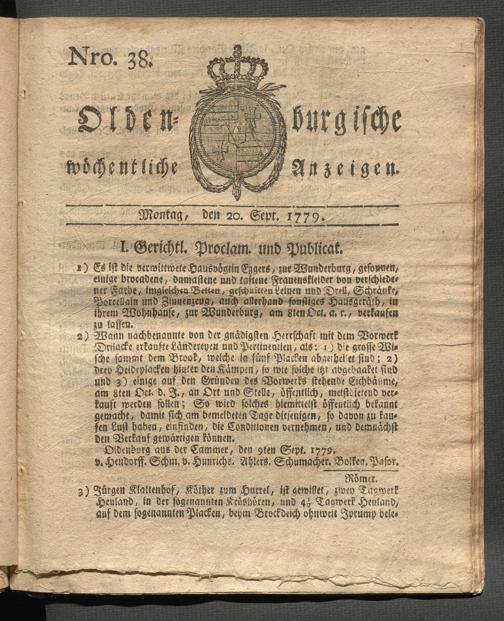 Nro. 38.
Olden⸗ burgische
wöchentliche Anzeigen.
Montag, den 20. Sept. 1779.
I. Gerichtl. Proclam. und Publicat.
1) Es ist die verwittwete Hausvögtin Eggers, zur Wunderburg, gesonnen,
einige brocadene, damastene und taftene Frauenskleider von verschiede⸗
ner Farbe, imgleichen Betten, geschnitten Leinen und Drell, Schränke,
Porcellain und Zinnenzeug, auch allerhand sonstiges Hausgeräth, in
ihrem Wohnhause, zur Wunderburg, am 8ten Oct. a. c., verkaufen
zu lassen.
2) Wann nachbenannte von der gnädigsten Herrschaft mit dem Vorwerk
Drielacke erkaufte Ländereyen und Pertinentien, als: 1) die grosse Wi⸗
sche sammt dem Brook, welche in fünf Placken abgetheilet sind; 2)
drey Heideplacken hinter den Kämpen, so wie solche itzt abgebaaket sind
und 3) einige auf den Gründen des Vorwerks stehende Eichbäume,
am 8ten Oct. d. J., an Ort und Stelle, öffentlich, meistbietend ver⸗
kauft werden sollen; So wird solches hiemittelst öffentlich bekannt
gemacht, damit sich am bemeldeten Tage diejenigen, so davon zu kau⸗
fen Lust haben, einfinden, die Conditionen vernehmen, und demnächst
den Verkauf gewärtigen können.
Oldenburg aus der Cammer, den 9ten Sept. 1779.
v. Hendorff. Schm. v. Hunrichs. Ahlers. Schumacher. Bolken. Pasor.
Römer.
3) Jürgen Klattenhof, Köther zum Hurrel, ist gewillet, zwey Tagwerk
Heuland, in der sogenannten Kröshören, und 4½ Tagwerk Heuland,
auf dem sogenannten Placken, beym Brockdeich ohnweit Iprump bele⸗